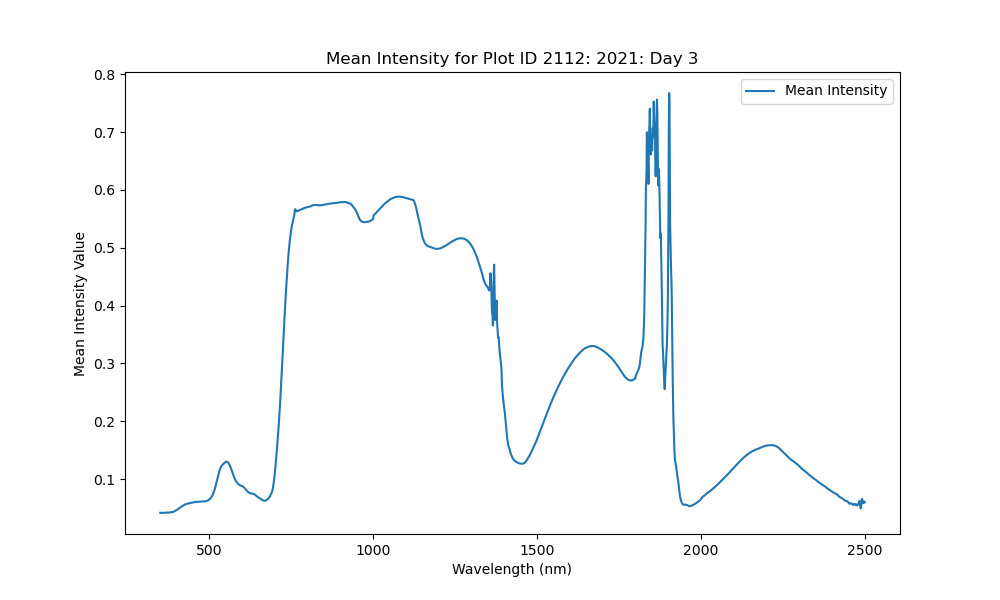 Mean Intensity for Plot ID 2112: 2021: Day 3
Mean Intensity
Mean Intensity Value
0.8
0.7
0.6
0.5
0.4
0.3
0.2
0.1
500 1000 1500 2000 2500
Wavelength (nm)